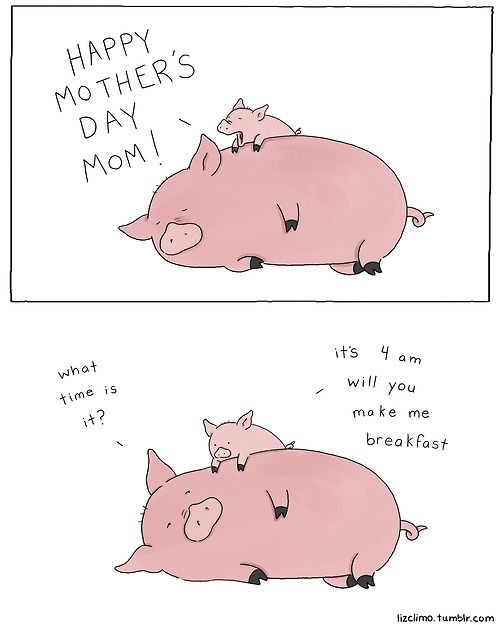 HAPPY
MOTHER'S
DAY
MOM!
what
time is
it?
it's 4 am
will you
make me
breakfast
lizclimo.tumblr.com